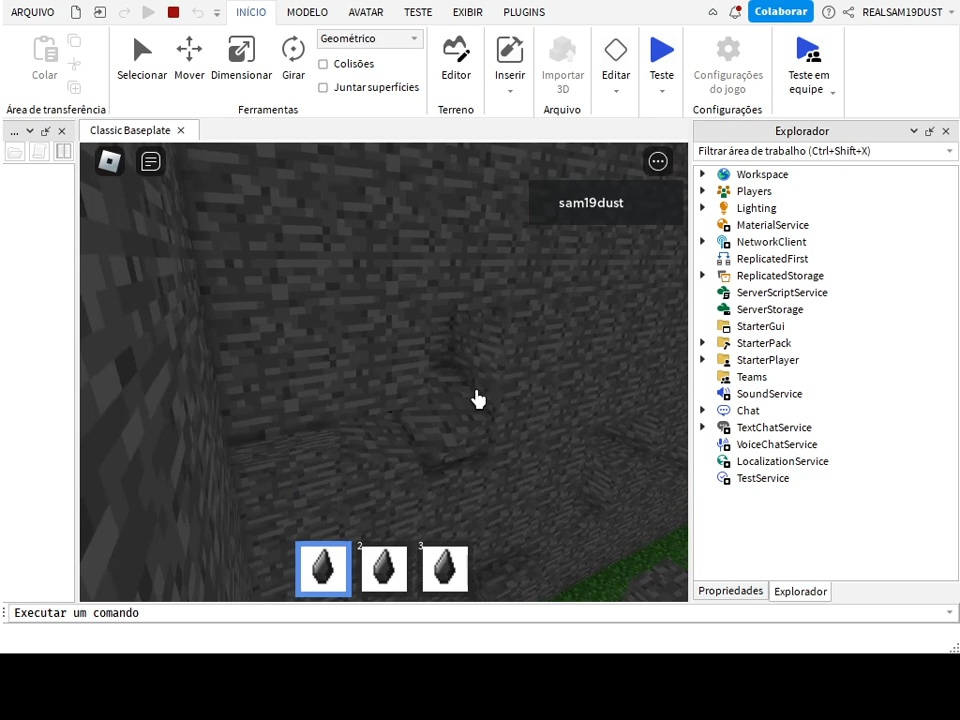 ARQUIVO
INÍCIO
MODELO
AVATAR
TESTE
EXIBIR
PLUGINS
Colaborar
REALSAM19DUST
Colar
Selecionar
Mover
Dimensionar
Girar
Geométrico
Colisões
Juntar superfícies
Editor
Inserir
Importar
3D
Editar
Teste
Configurações
do jogo
Teste em
equipe
Área de transferência
Ferramentas
Terreno
Arquivo
Configurações
...
Classic Baseplate
Explorador
Filtrar área de trabalho (Ctrl+Shift+X)
sam19dust
Workspace
Players
Lighting
MaterialService
NetworkClient
ReplicatedFirst
ReplicatedStorage
ServerScriptService
ServerStorage
StarterGui
StarterPack
StarterPlayer
Teams
SoundService
Chat
TextChatService
VoiceChatService
LocalizationService
TestService
2
3
Propriedades
Explorador
Executar um comando